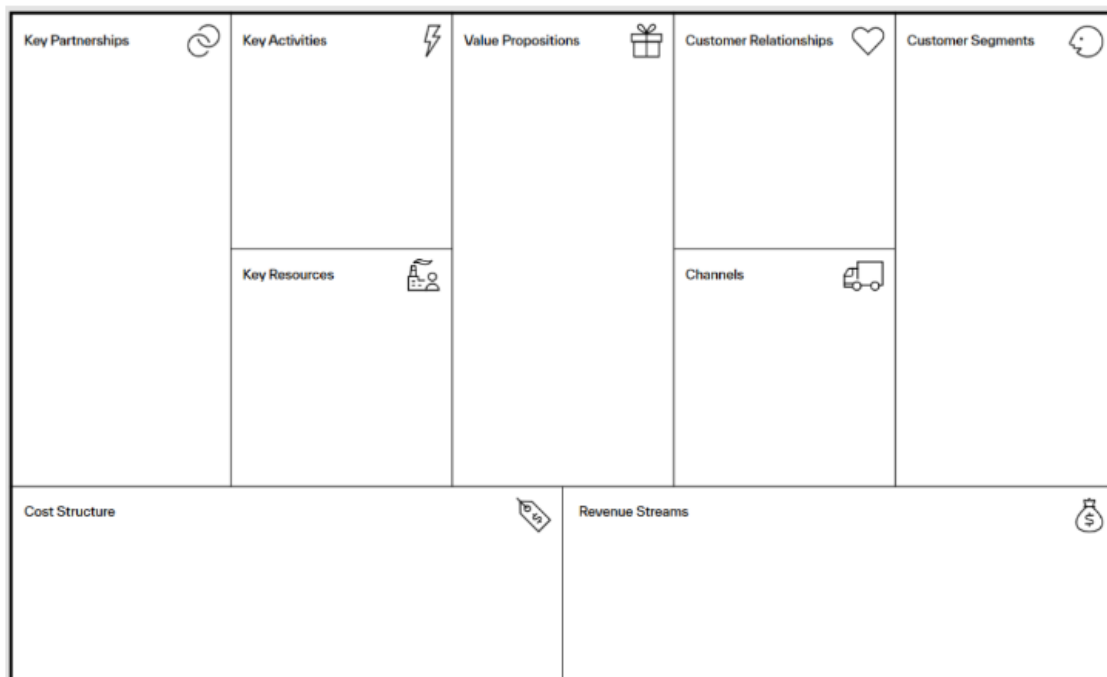 Key Partnerships
Key Activities
Value Propositions
Customer Relationships
Customer Segments
Key Resources
Channels
Cost Structure
Revenue Streams